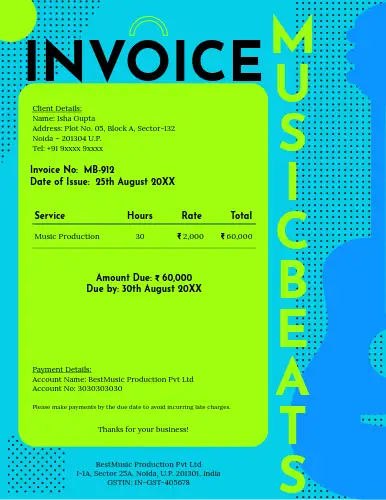 INVOICE
MUSICBEATS
Client Details:
Name: Isha Gupta
Address: Plot No. 05, Block A, Sector-132
Noida – 201304 U.P.
Tel: +91 9xxxx 9xxxx
Invoice No: MB-912
Date of Issue: 25th August 20XX
Service Hours Rate Total
Music Production 30 ₹ 2,000 ₹ 60,000
Amount Due: ₹ 60,000
Due by: 30th August 20XX
Payment Details:
Account Name: BestMusic Production Pvt Ltd
Account No: 3030303030
Please make payments by the due date to avoid incurring late charges.
Thanks for your business!
BestMusic Production Pvt Ltd
I-1A, Sector 25A, Noida, U.P. 201301, India
GSTIN: IN-GST-405678